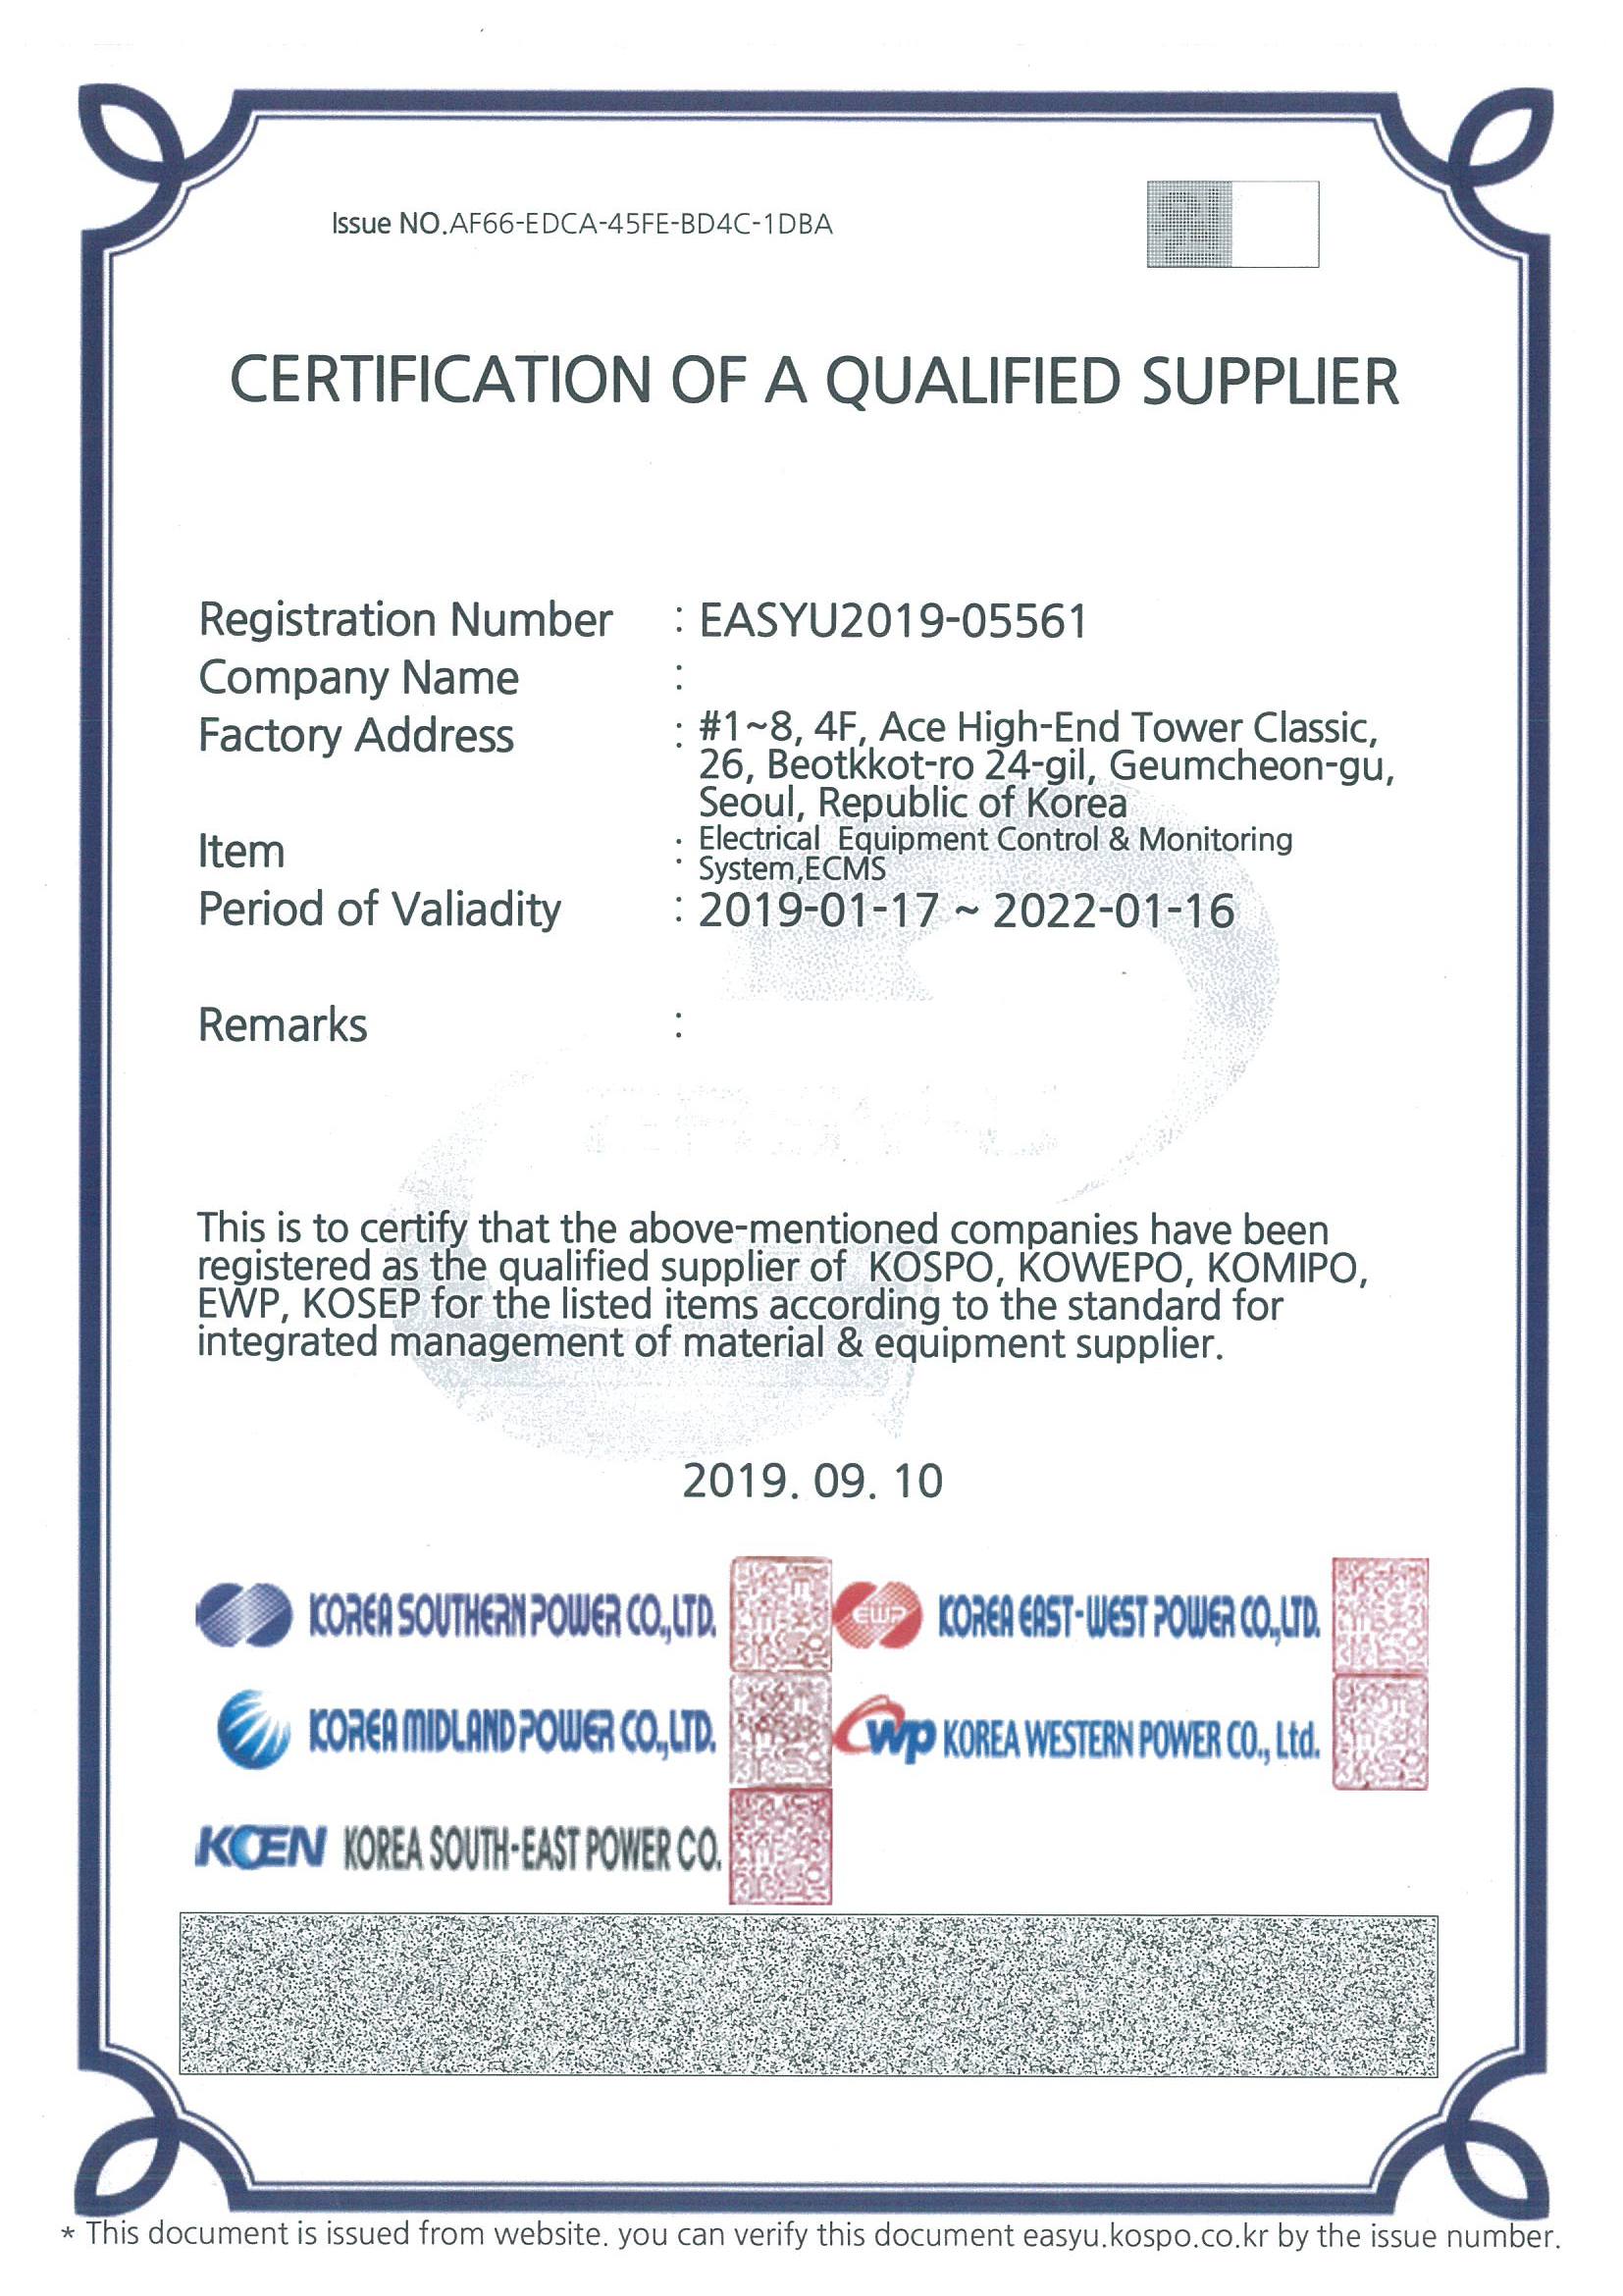 Issue NO.AF66-EDCA-45FE-BD4C-1DBA
CERTIFICATION OF A QUALIFIED SUPPLIER
Registration Number : EASYU2019-05561
Company Name :
Factory Address : #1~8, 4F, Ace High-End Tower Classic,
26, Beotkkot-ro 24-gil, Geumcheon-gu,
Seoul, Republic of Korea
Item : Electrical Equipment Control & Monitoring
: System,ECMS
Period of Valiadity : 2019-01-17 ~ 2022-01-16
Remarks :
EASYU
This is to certify that the above-mentioned companies have been
registered as the qualified supplier of KOSPO, KOWEPO, KOMIPO,
EWP, KOSEP for the listed items according to the standard for
integrated management of material & equipment supplier.
2019. 09. 10
KOREA SOUTHERN POWER CO.,LTD.
EWP KOREA EAST-WEST POWER CO.,LTD.
KOREA MIDLAND POWER CO.,LTD.
WP KOREA WESTERN POWER CO., Ltd.
KOEN KOREA SOUTH-EAST POWER CO.
* This document is issued from website. you can verify this document easyu.kospo.co.kr by the issue number.